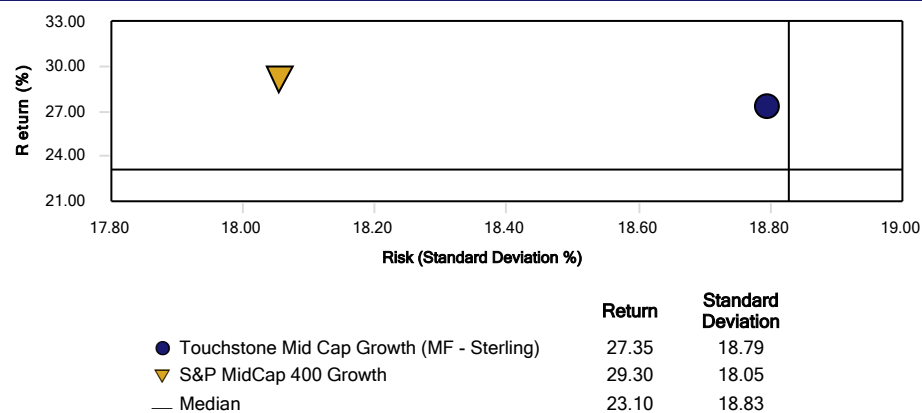 33.00
30.00
27.00
24.00
21.00
Return (%)
17.80 18.00 18.20 18.40 18.60 18.80 19.00
Risk (Standard Deviation %)
Return Standard Deviation
Touchstone Mid Cap Growth (MF - Sterling) 27.35 18.79
S&P MidCap 400 Growth 29.30 18.05
Median 23.10 18.83